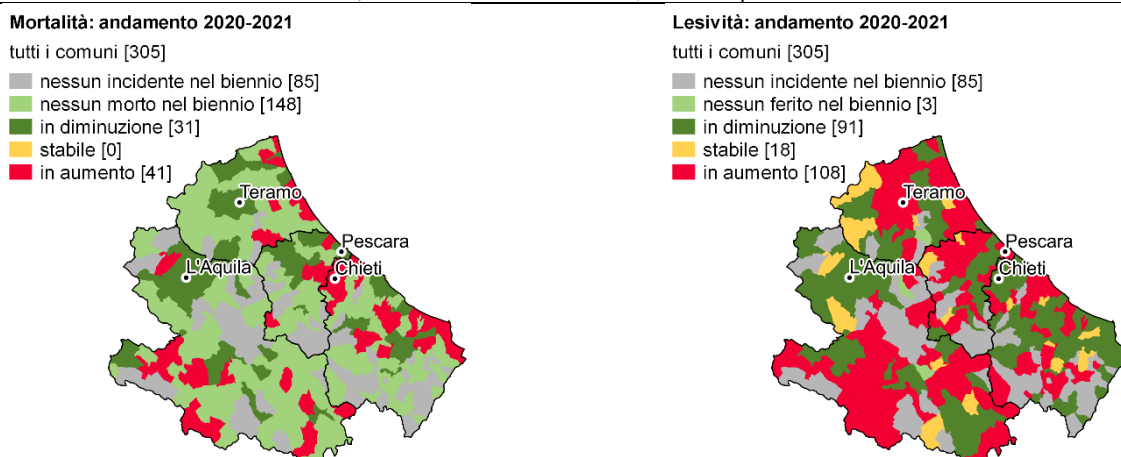 Mortalità: andamento 2020-2021
tutti i comuni [305]
nessun incidente nel biennio [85]
nessun morto nel biennio [148]
in diminuzione [31]
stabile [0]
in aumento [41]
Teramo
Pescara
L'Aquila
Chieti
Lesività: andamento 2020-2021
tutti i comuni [305]
nessun incidente nel biennio [85]
nessun ferito nel biennio [3]
in diminuzione [91]
stabile [18]
in aumento [108]
Teramo
Pescara
L'Aquila
Chieti